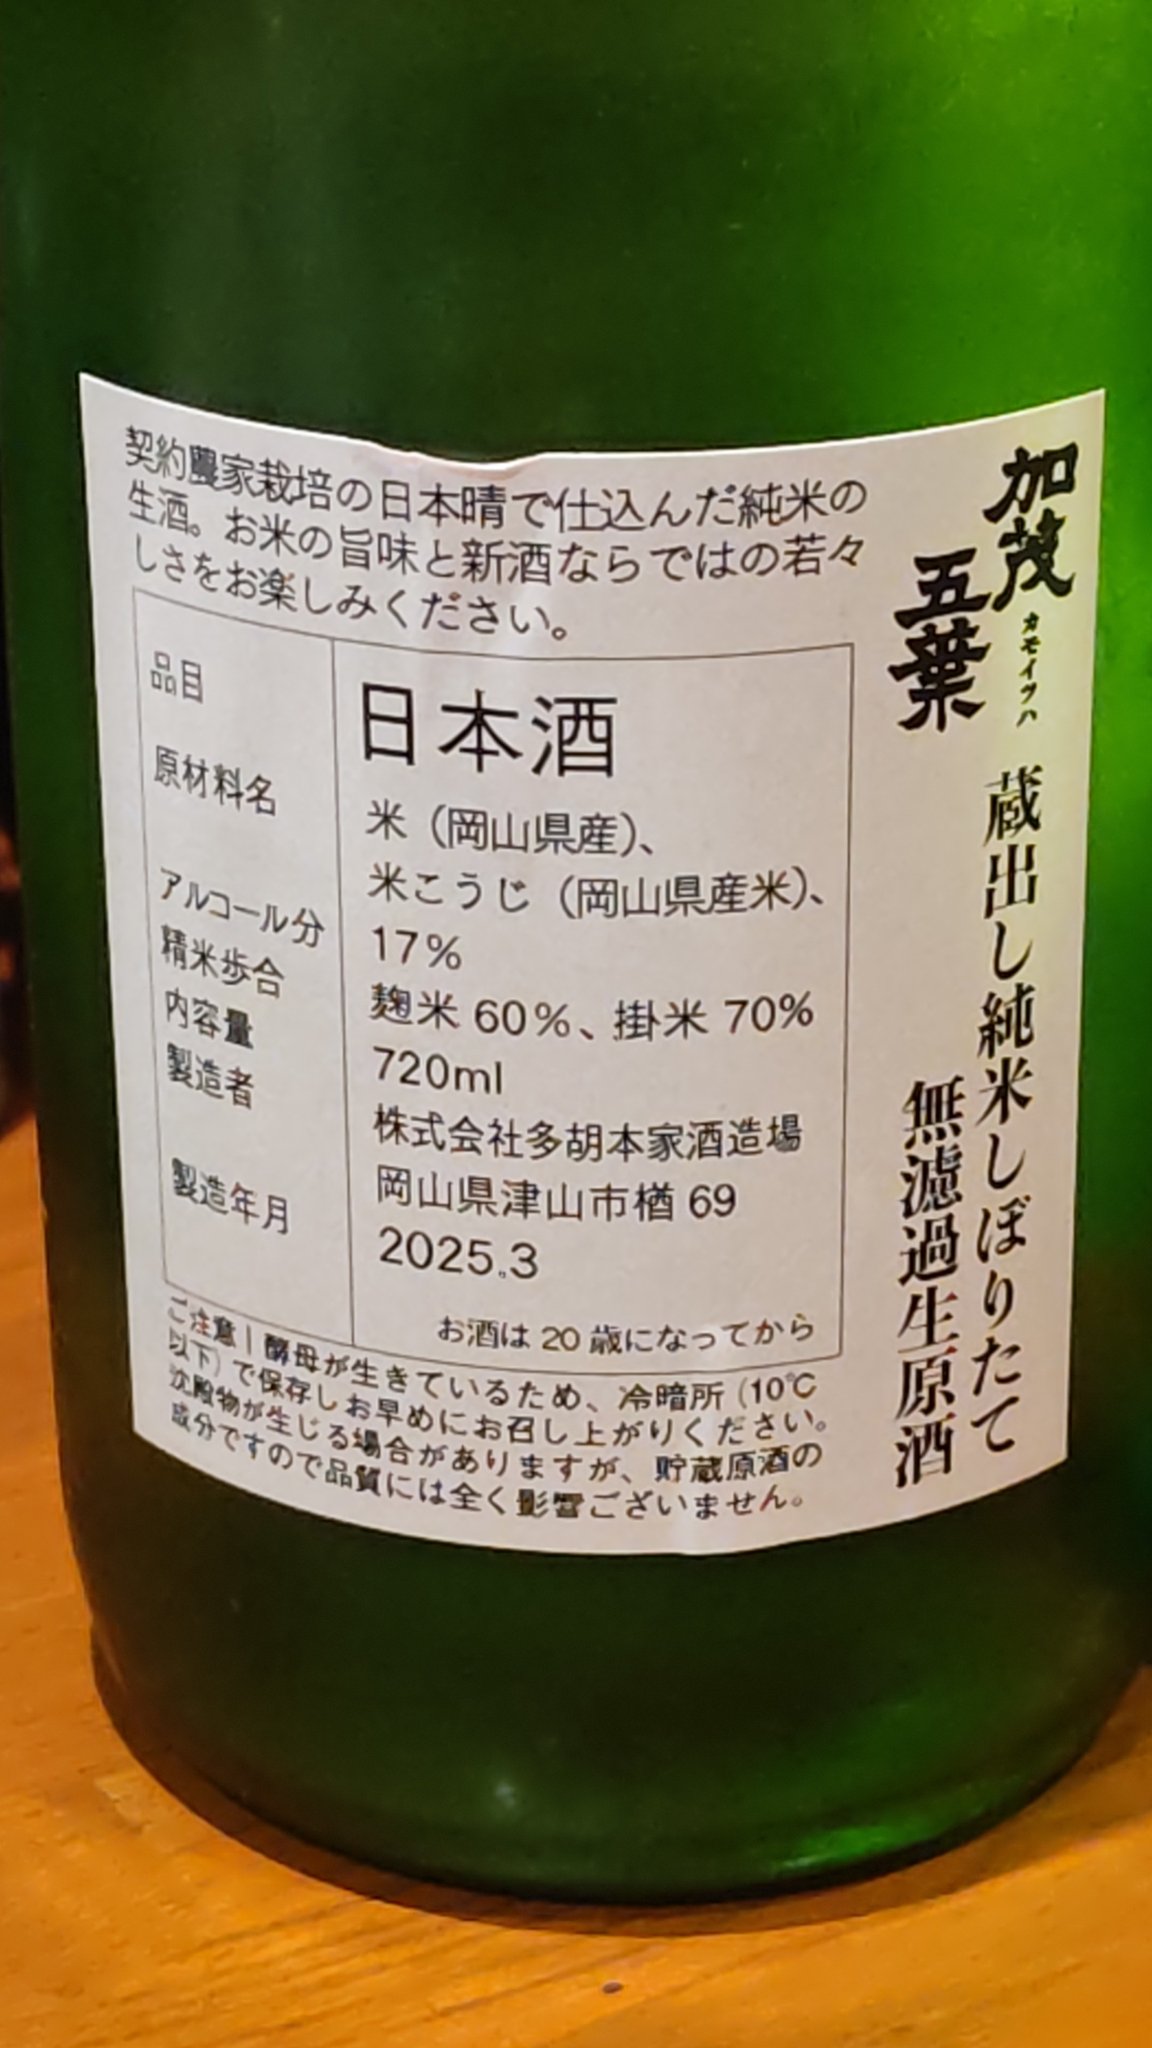 加茂
五葉
カモイツハ
蔵出し純米しぼりたて
無濾過生原酒
契約農家栽培の日本晴で仕込んだ純米の
生酒。お米の旨味と新酒ならではの若々
しさをお楽しみください。
品目 日本酒
原材料名 米（岡山県産）、
米こうじ（岡山県産米）、
アルコール分 17%
精米歩合 麹米 60%、掛米 70%
内容量 720ml
製造者 株式会社多胡本家酒造場
岡山県津山市楢 69
製造年月 2025.3
お酒は 20 歳になってから
ご注意｜酵母が生きているため、冷暗所（10℃
以下）で保存しお早めにお召し上がりください。
沈殿物が生じる場合がありますが、貯蔵原酒の
成分ですので品質には全く影響ございません。